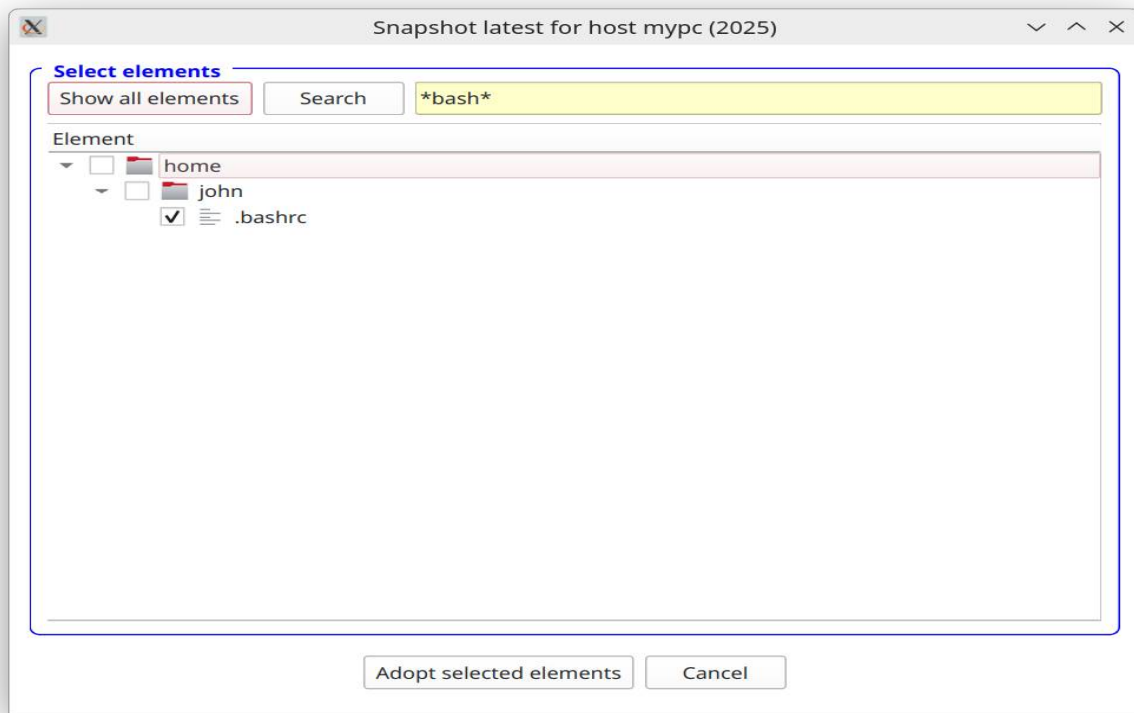 Snapshot latest for host mypc (2025)
Select elements
Show all elements Search *bash*
Element
home
john
.bashrc
Adopt selected elements Cancel